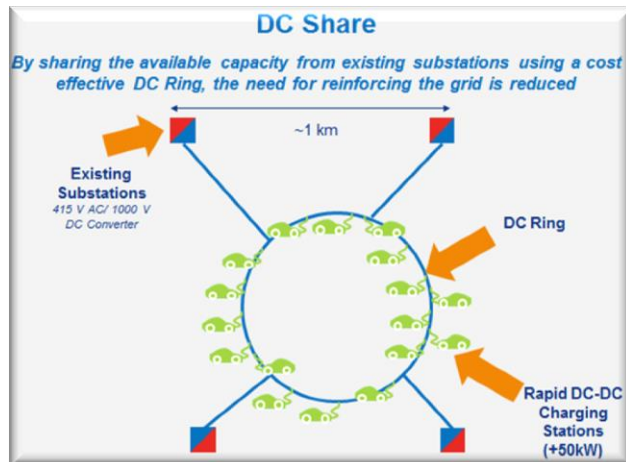 DC Share
By sharing the available capacity from existing substations using a cost
effective DC Ring, the need for reinforcing the grid is reduced
~1 km
Existing
Substations
415 V AC/ 1000 V
DC Converter
DC Ring
Rapid DC-DC
Charging
Stations
(+50kW)